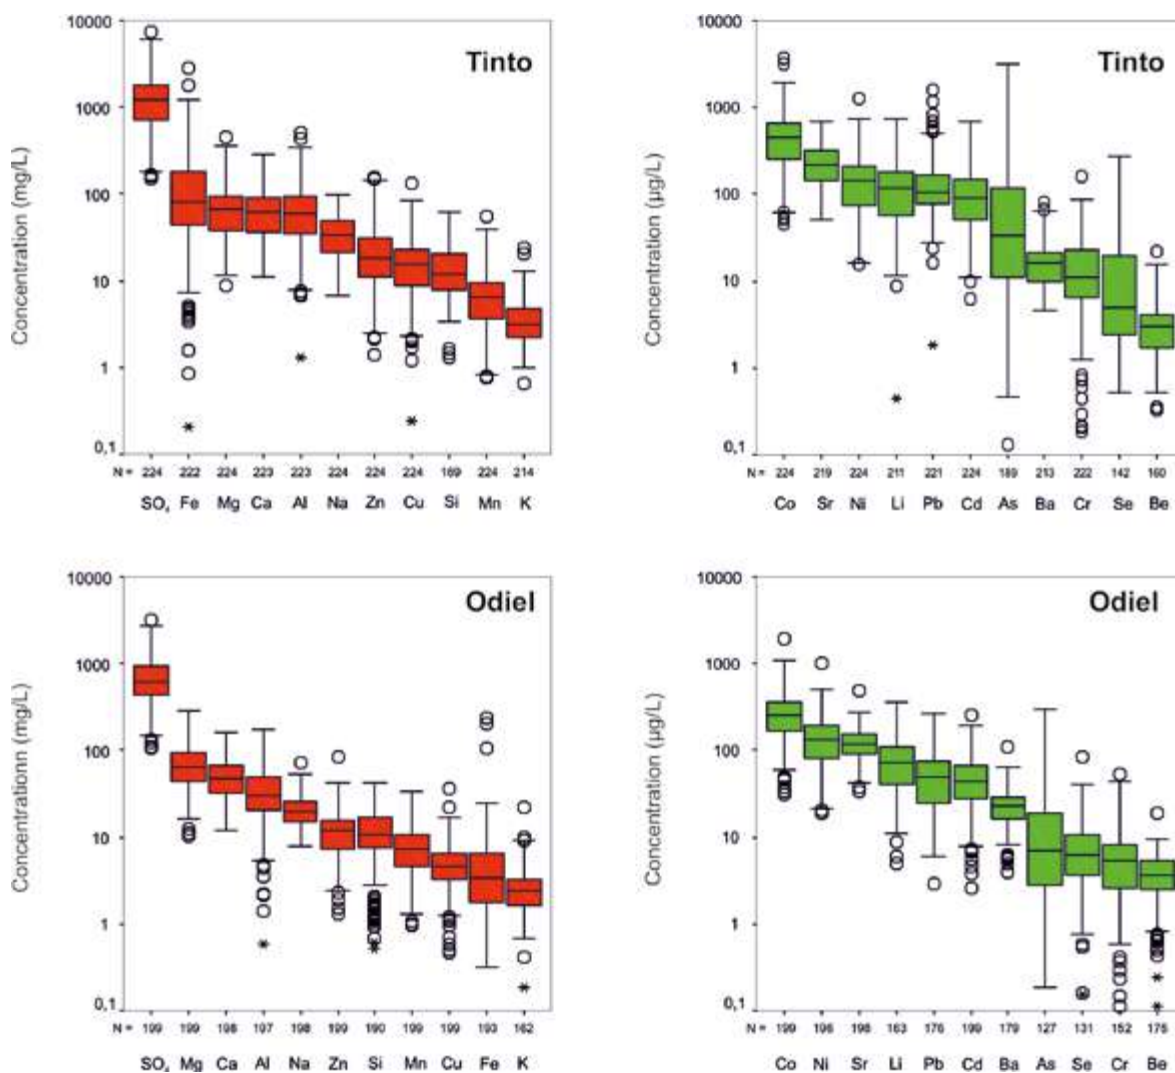 10000
1000
100
10
1
0,1
Concentration (mg/L)
Tinto
N = 224 222 224 223 223 224 224 224 169 224 214
SO4 Fe Mg Ca Al Na Zn Cu Si Mn K
10000
1000
100
10
1
0,1
Concentration (µg/L)
Tinto
N = 224 219 224 211 221 224 189 213 222 142 160
Co Sr Ni Li Pb Cd As Ba Cr Se Be
10000
1000
100
10
1
0,1
Concentrationn (mg/L)
Odiel
N = 199 199 198 197 198 199 190 199 199 193 162
SO4 Mg Ca Al Na Zn Si Mn Cu Fe K
10000
1000
100
10
1
0,1
Concentration (µg/L)
Odiel
N = 199 196 198 163 176 199 179 127 131 152 178
Co Ni Sr Li Pb Cd Ba As Se Cr Be